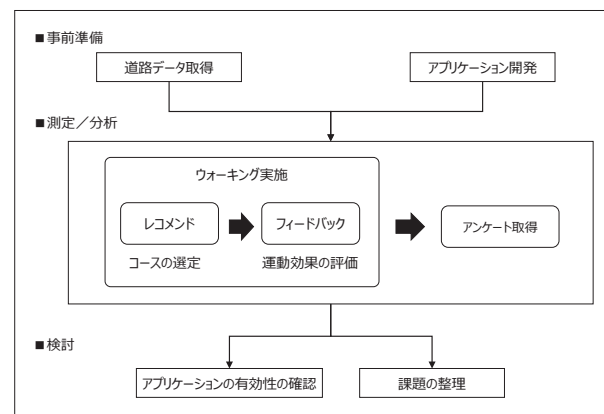 ■事前準備
道路データ取得
アプリケーション開発
■測定／分析
ウォーキング実施
レコメンド
フィードバック
アンケート取得
コースの選定
運動効果の評価
■検討
アプリケーションの有効性の確認
課題の整理